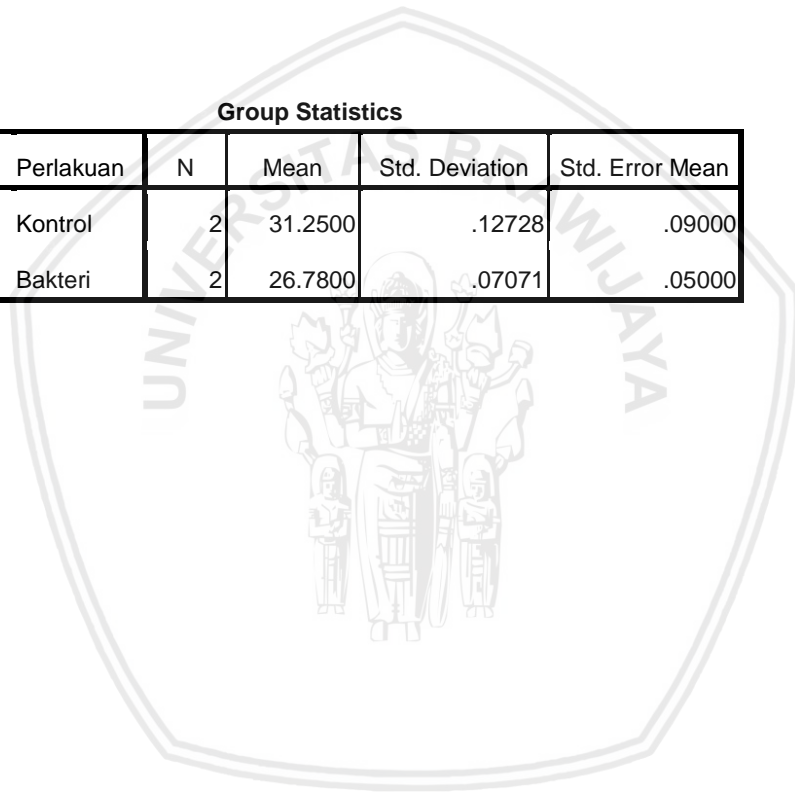 Group Statistics
Perlakuan N Mean Std. Deviation Std. Error Mean
Kontrol 2 31.2500 .12728 .09000
Bakteri 2 26.7800 .07071 .05000
UNIVERSITAS BRAWIJAYA